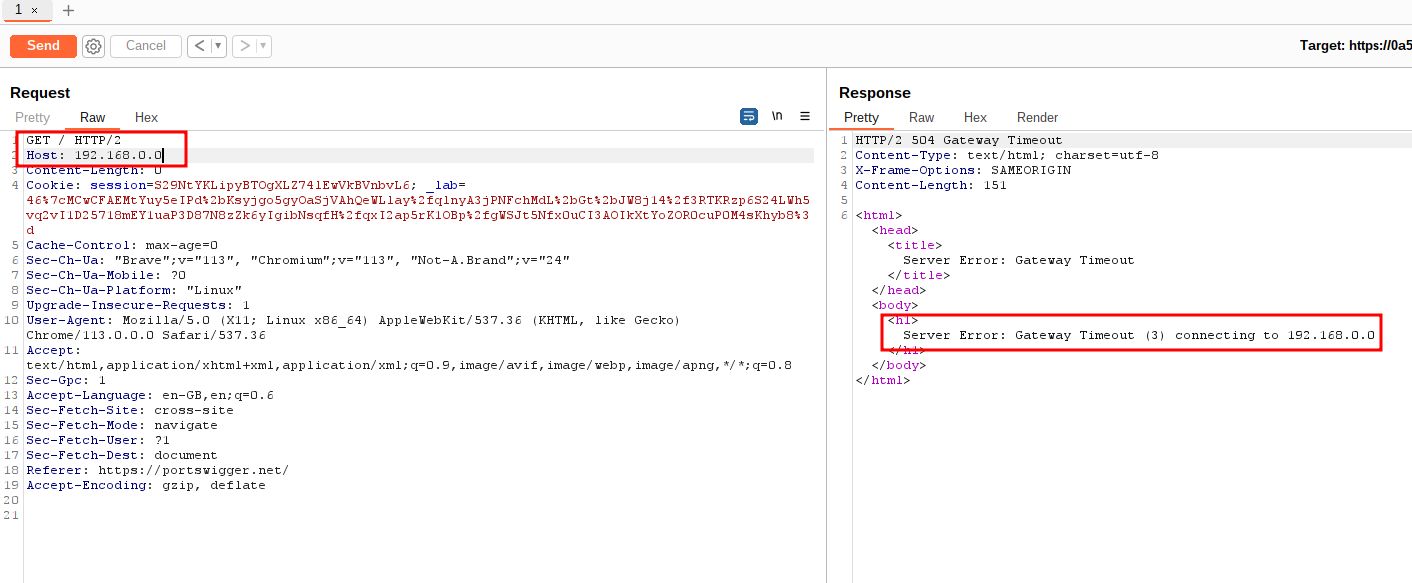 1 × +
Send Cancel < ▼ > ▼ Target: https://0a5
Request
Pretty Raw Hex \n ≡
1 GET / HTTP/2
2 Host: 192.168.0.0
3 Content-Length: 0
4 Cookie: session=S29NtYKLipyBTOgXLZ74lEwVkBVnbvL6; _lab=
46%7cMCwCFAEMtYuy5eIPd%2bKsyjgo5gyOaSjVAhQeWLlay%2fqlnyA3jPNFchMdL%2bGt%2bJW8j14%2f3RTKRzp6S24LWh5
vq2vI1D25718mEY1uaP3D87N8zZk6yIgibNsqfH%2fqxI2ap5rK1OBp%2fgWSJt5NfxOuCI3AOIkXtYoZOROcuP0M4sKhyb8%3
d
5 Cache-Control: max-age=0
6 Sec-Ch-Ua: "Brave";v="113", "Chromium";v="113", "Not-A.Brand";v="24"
7 Sec-Ch-Ua-Mobile: ?0
8 Sec-Ch-Ua-Platform: "Linux"
9 Upgrade-Insecure-Requests: 1
10 User-Agent: Mozilla/5.0 (X11; Linux x86_64) AppleWebKit/537.36 (KHTML, like Gecko)
Chrome/113.0.0.0 Safari/537.36
11 Accept:
text/html,application/xhtml+xml,application/xml;q=0.9,image/avif,image/webp,image/apng,*/*;q=0.8
12 Sec-Gpc: 1
13 Accept-Language: en-GB,en;q=0.6
14 Sec-Fetch-Site: cross-site
15 Sec-Fetch-Mode: navigate
16 Sec-Fetch-User: ?1
17 Sec-Fetch-Dest: document
18 Referer: https://portswigger.net/
19 Accept-Encoding: gzip, deflate
20
21
Response
Pretty Raw Hex Render
1 HTTP/2 504 Gateway Timeout
2 Content-Type: text/html; charset=utf-8
3 X-Frame-Options: SAMEORIGIN
4 Content-Length: 151
5
6 <html>
<head>
<title>
Server Error: Gateway Timeout
</title>
</head>
<body>
<h1>
Server Error: Gateway Timeout (3) connecting to 192.168.0.0
</h1>
</body>
</html>